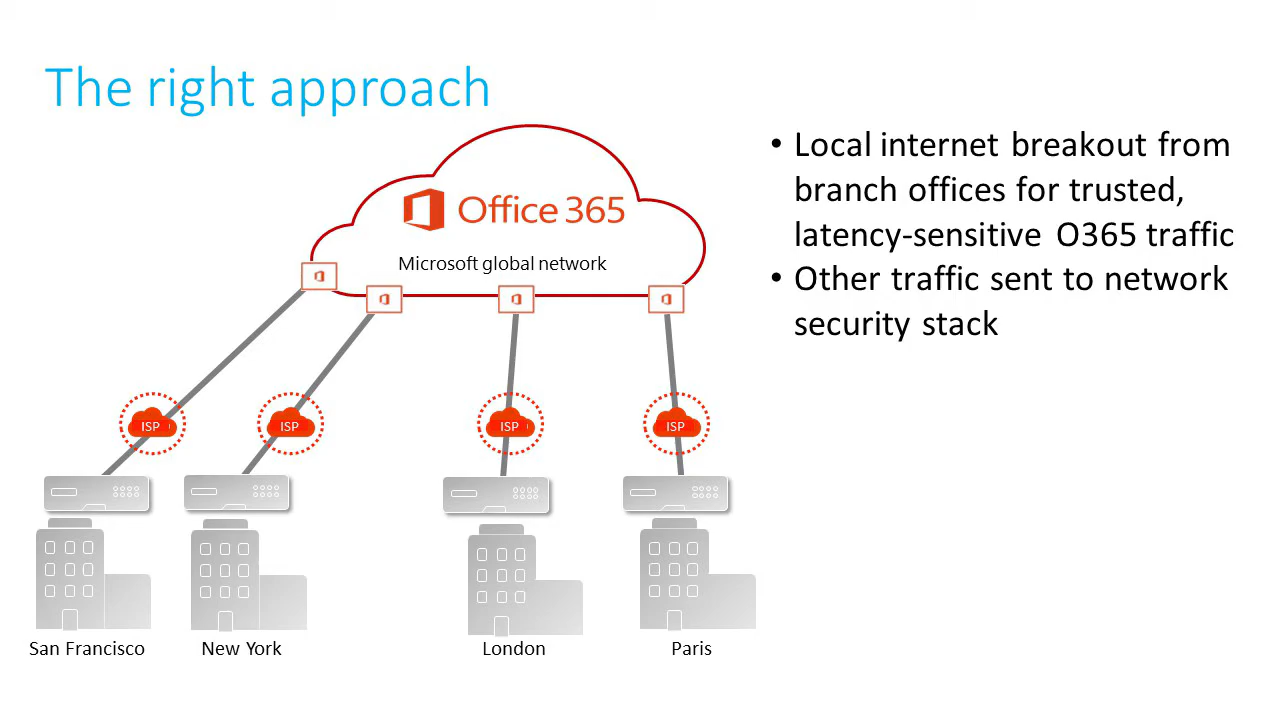 The right approach
Office 365
Microsoft global network
• Local internet breakout from
branch offices for trusted,
latency-sensitive O365 traffic
• Other traffic sent to network
security stack
ISP
ISP
ISP
ISP
San Francisco
New York
London
Paris